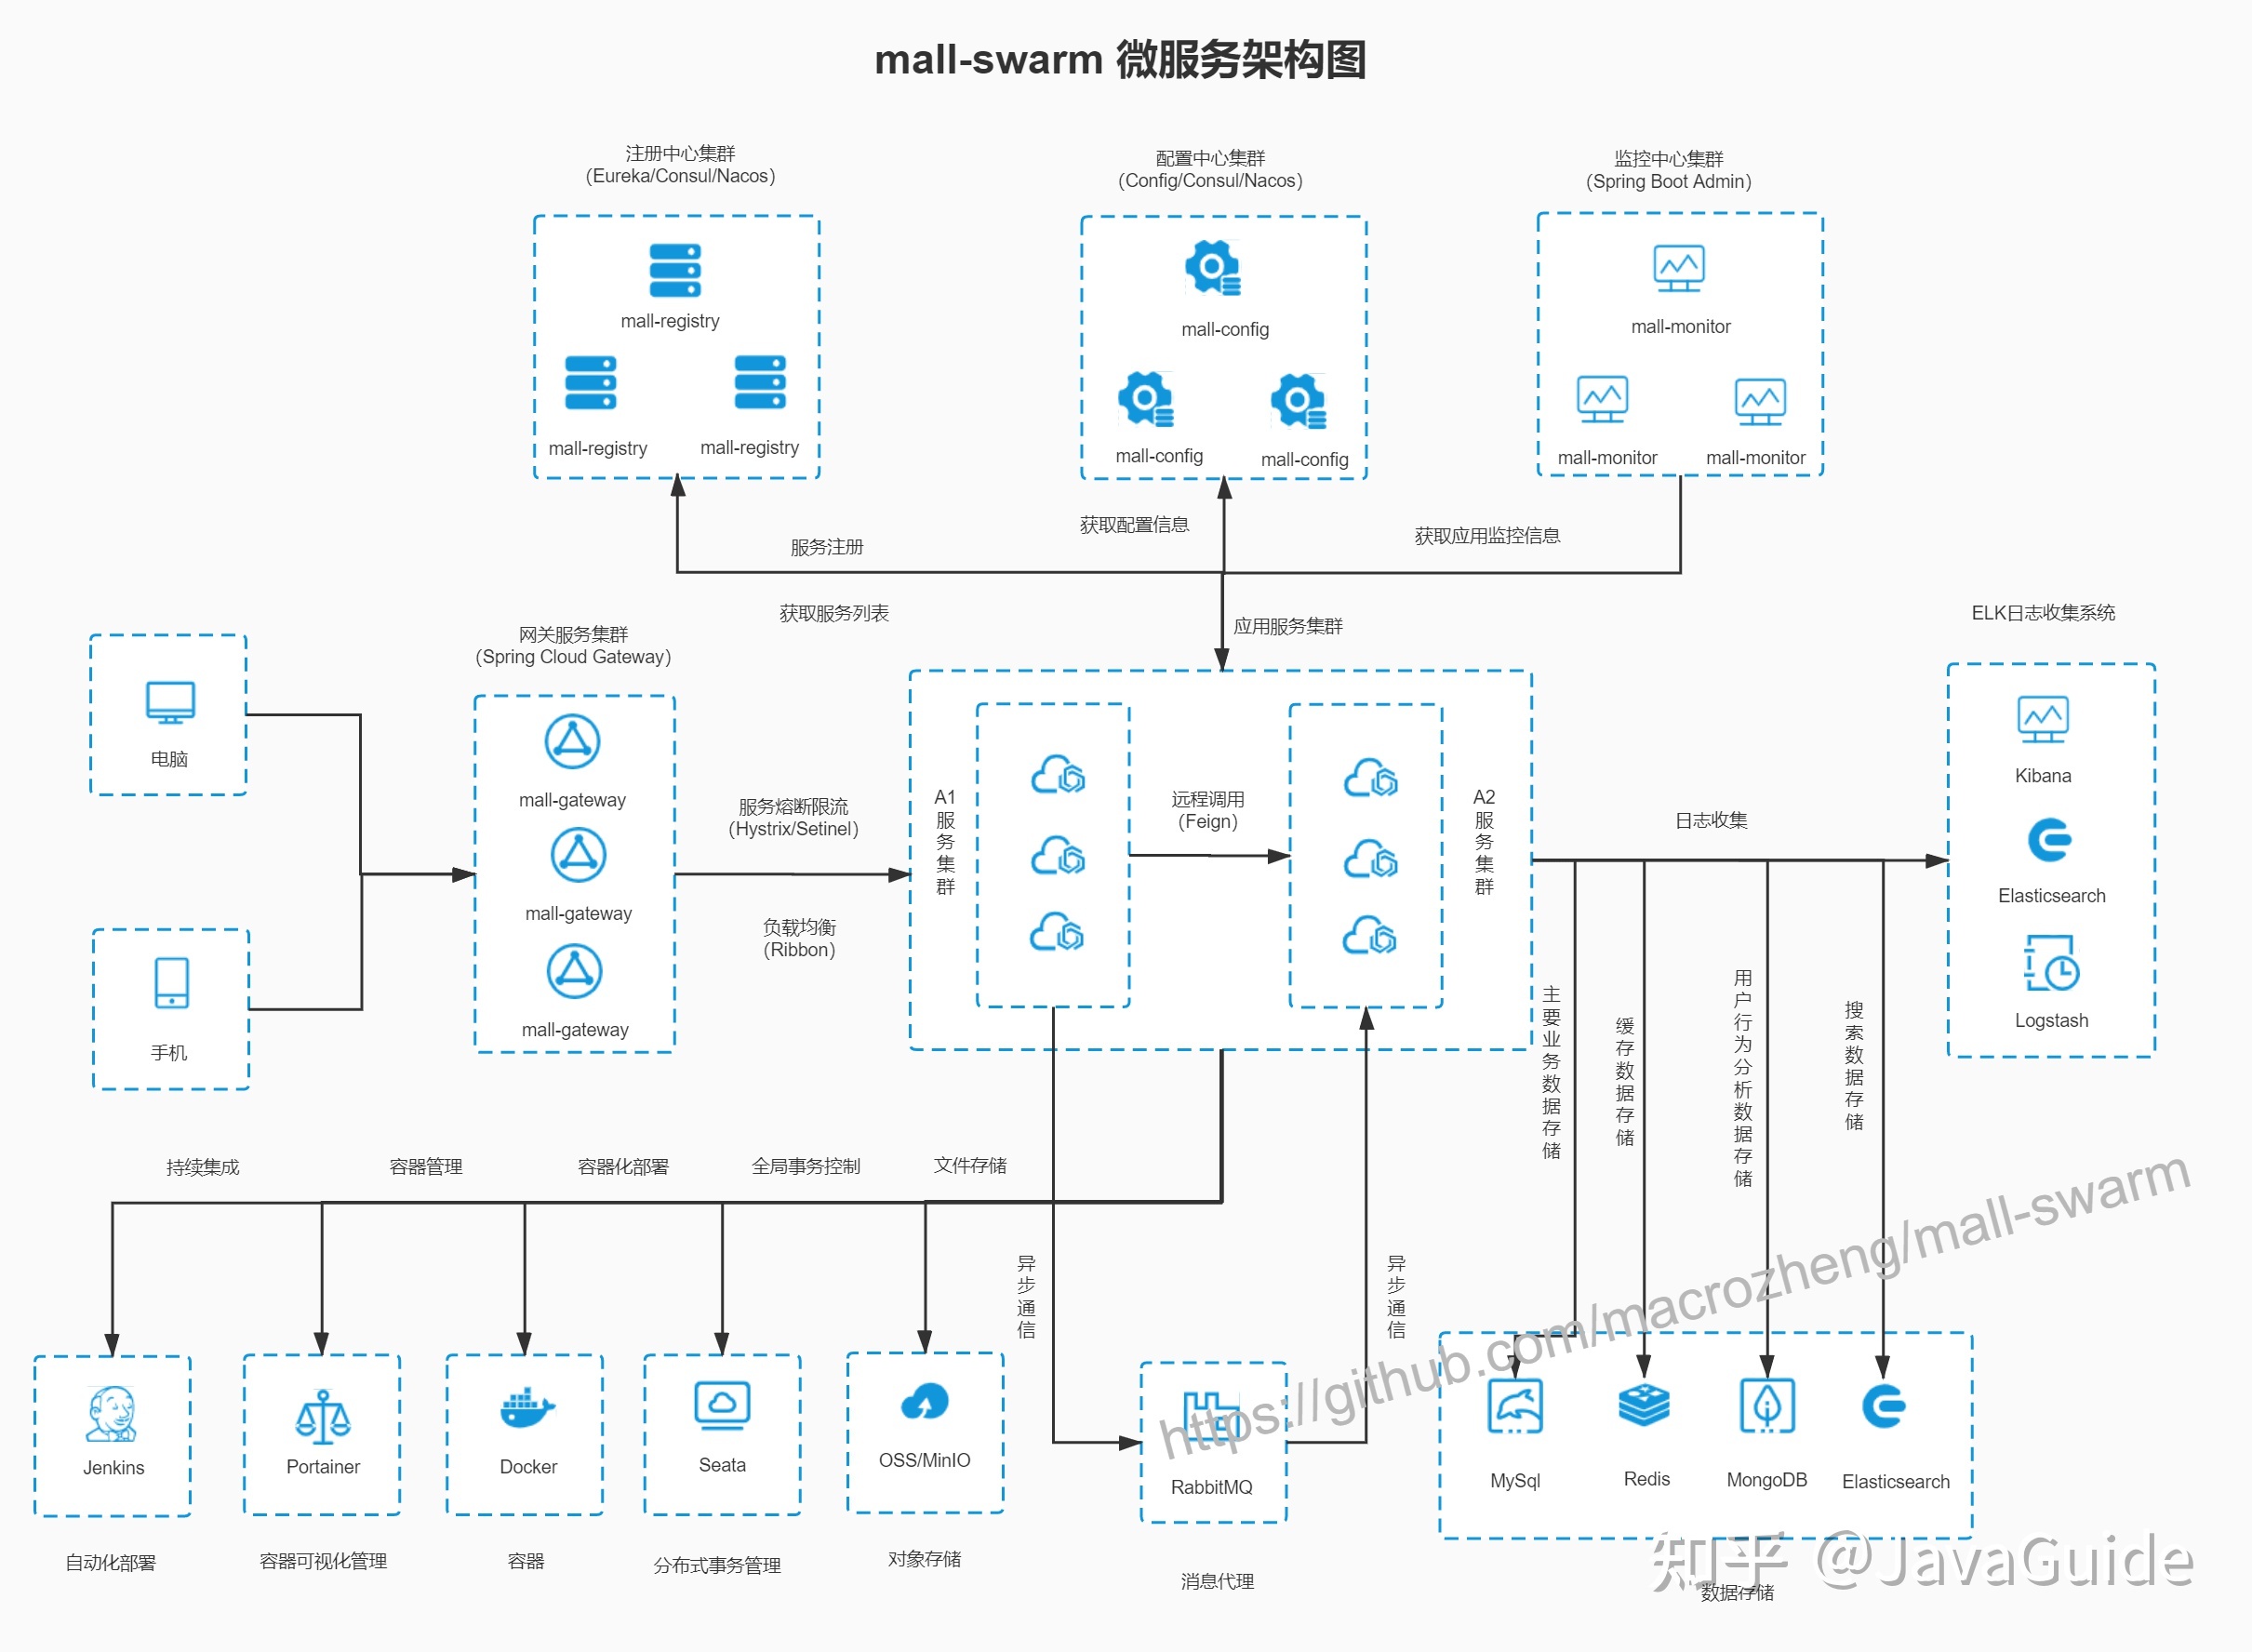 mall-swarm 微服务架构图
注册中心集群
(Eureka/Consul/Nacos)
配置中心集群
(Config/Consul/Nacos)
监控中心集群
(Spring Boot Admin)
mall-registry
mall-registry
mall-registry
mall-config
mall-config
mall-config
mall-monitor
mall-monitor
mall-monitor
服务注册
获取配置信息
获取应用监控信息
获取服务列表
应用服务集群
ELK日志收集系统
网关服务集群
(Spring Cloud Gateway)
电脑
手机
mall-gateway
mall-gateway
mall-gateway
服务熔断限流
(Hystrix/Setinel)
负载均衡
(Ribbon)
A1服务集群
远程调用
(Feign)
A2服务集群
日志收集
Kibana
Elasticsearch
Logstash
主要业务数据存储
缓存数据存储
用户行为分析数据存储
搜索数据存储
持续集成
容器管理
容器化部署
全局事务控制
文件存储
异步通信
异步通信
Jenkins
Portainer
Docker
Seata
OSS/MinIO
RabbitMQ
MySql
Redis
MongoDB
Elasticsearch
自动化部署
容器可视化管理
容器
分布式事务管理
对象存储
消息代理
数据存储
https://github.com/macrozheng/mall-swarm
知乎 @JavaGuide